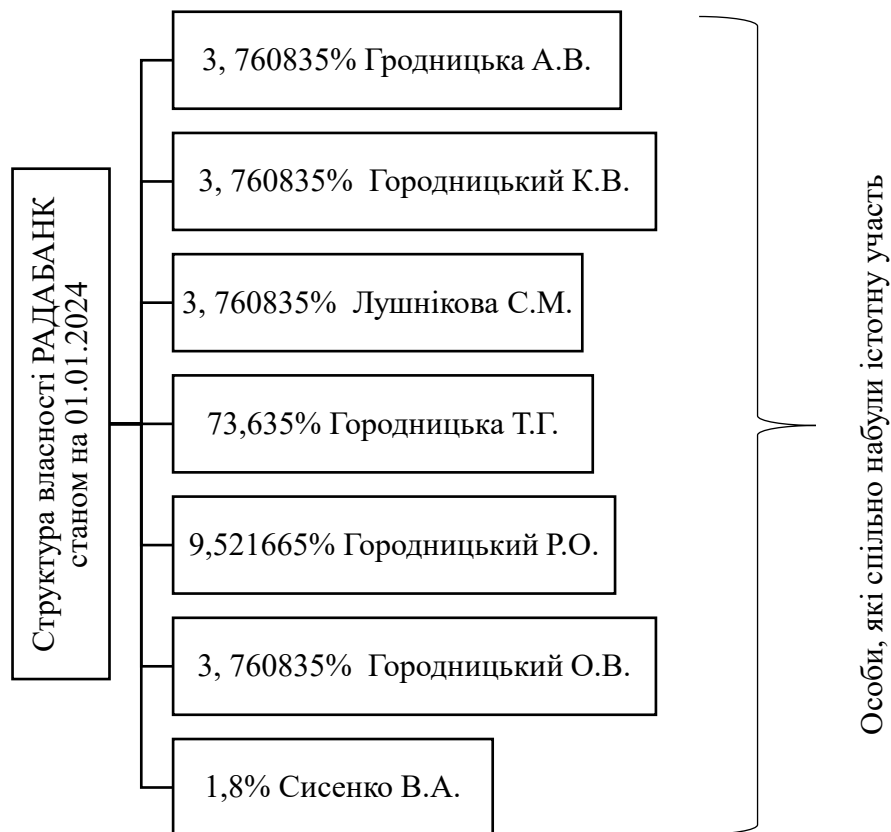 Структура власності РАДАБАНК
станом на 01.01.2024
3, 760835% Гродницька А.В.
3, 760835% Городницький К.В.
3, 760835% Лушнікова С.М.
73,635% Городницька Т.Г.
9,521665% Городницький Р.О.
3, 760835% Городницький О.В.
1,8% Сисенко В.А.
Особи, які спільно набули істотну участь